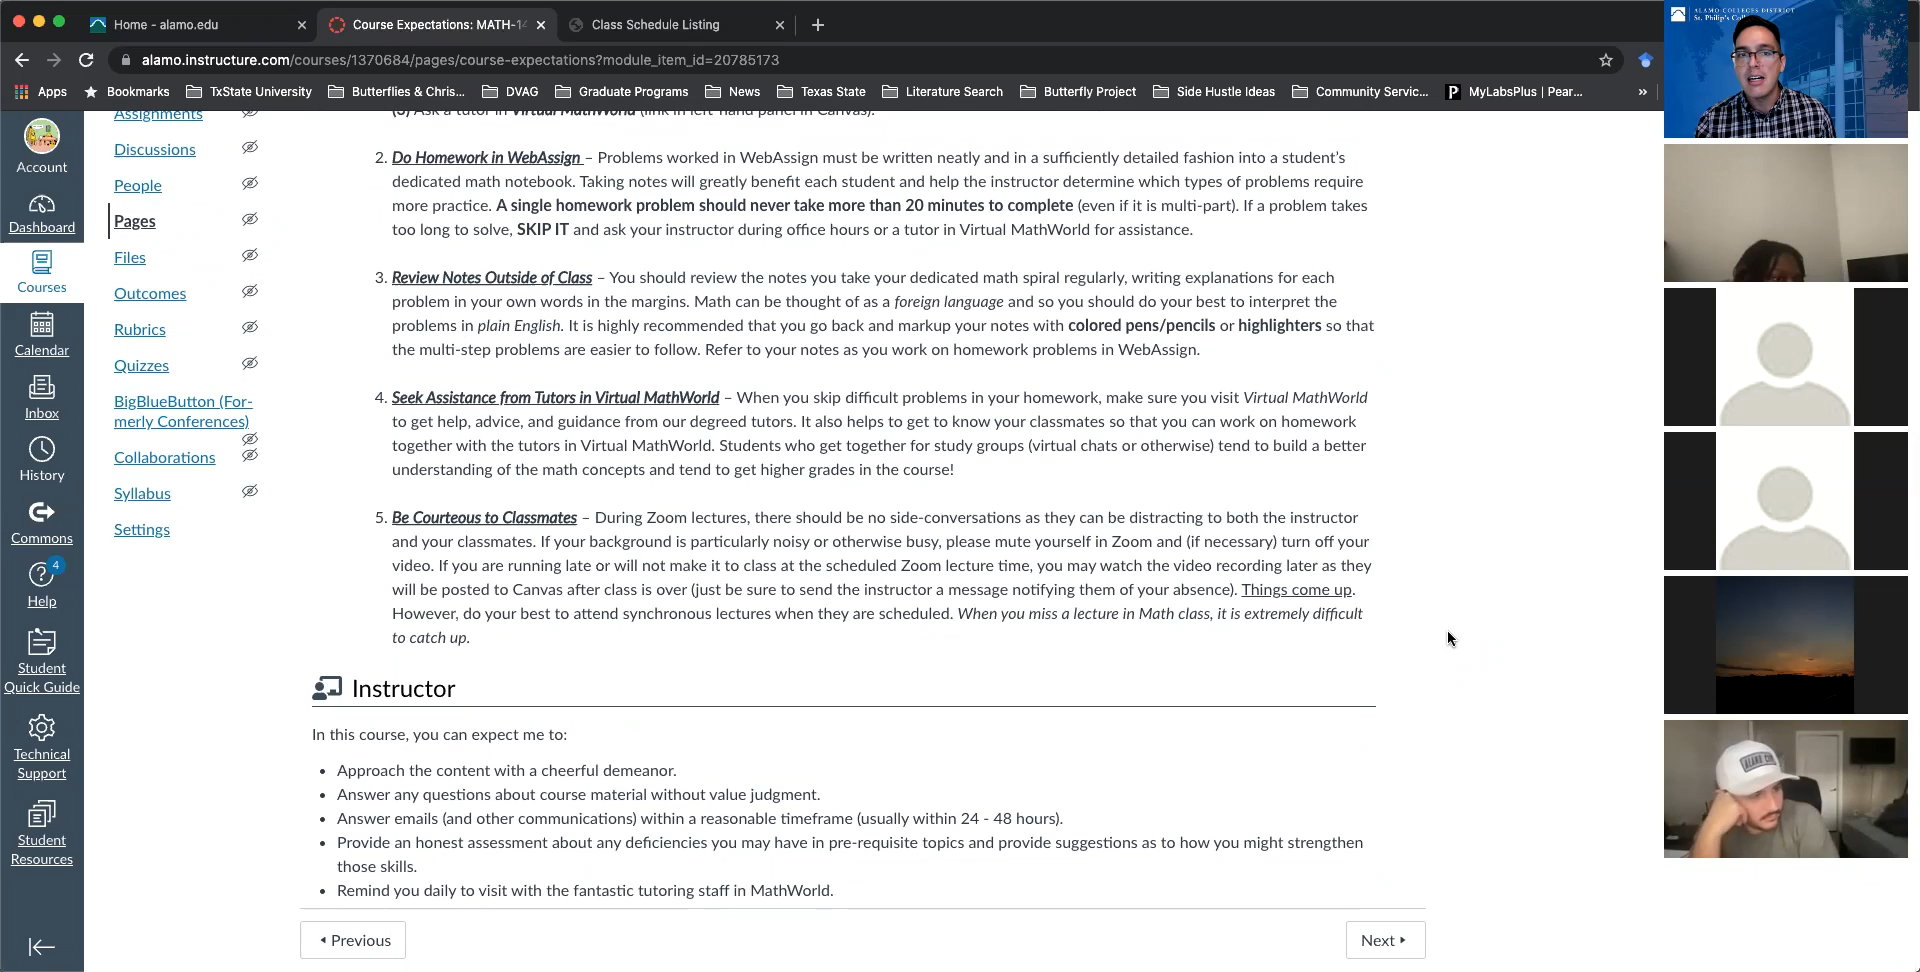 Home - alamo.edu
Course Expectations: MATH-14
Class Schedule Listing
alamo.instructure.com/courses/1370684/pages/course-expectations?module_item_id=20785173
Apps
Bookmarks
TxState University
Butterflies & Chris...
DVAG
Graduate Programs
News
Texas State
Literature Search
Butterfly Project
Side Hustle Ideas
Community Servic...
MyLabsPlus | Pear...
»
ALAMO COLLEGES DISTRICT
St. Philip's
Account
Dashboard
Courses
Calendar
Inbox
History
Commons
4
Help
Student
Quick Guide
Technical
Support
Student
Resources
Assignments
Discussions
People
Pages
Files
Outcomes
Rubrics
Quizzes
BigBlueButton (For-
merly Conferences)
Collaborations
Syllabus
Settings
(3) Ask a tutor in Virtual MathWorld (link in left-hand panel in Canvas).
2. Do Homework in WebAssign – Problems worked in WebAssign must be written neatly and in a sufficiently detailed fashion into a student's
dedicated math notebook. Taking notes will greatly benefit each student and help the instructor determine which types of problems require
more practice. A single homework problem should never take more than 20 minutes to complete (even if it is multi-part). If a problem takes
too long to solve, SKIP IT and ask your instructor during office hours or a tutor in Virtual MathWorld for assistance.
3. Review Notes Outside of Class – You should review the notes you take your dedicated math spiral regularly, writing explanations for each
problem in your own words in the margins. Math can be thought of as a foreign language and so you should do your best to interpret the
problems in plain English. It is highly recommended that you go back and markup your notes with colored pens/pencils or highlighters so that
the multi-step problems are easier to follow. Refer to your notes as you work on homework problems in WebAssign.
4. Seek Assistance from Tutors in Virtual MathWorld – When you skip difficult problems in your homework, make sure you visit Virtual MathWorld
to get help, advice, and guidance from our degreed tutors. It also helps to get to know your classmates so that you can work on homework
together with the tutors in Virtual MathWorld. Students who get together for study groups (virtual chats or otherwise) tend to build a better
understanding of the math concepts and tend to get higher grades in the course!
5. Be Courteous to Classmates – During Zoom lectures, there should be no side-conversations as they can be distracting to both the instructor
and your classmates. If your background is particularly noisy or otherwise busy, please mute yourself in Zoom and (if necessary) turn off your
video. If you are running late or will not make it to class at the scheduled Zoom lecture time, you may watch the video recording later as they
will be posted to Canvas after class is over (just be sure to send the instructor a message notifying them of your absence). Things come up.
However, do your best to attend synchronous lectures when they are scheduled. When you miss a lecture in Math class, it is extremely difficult
to catch up.
Instructor
In this course, you can expect me to:
• Approach the content with a cheerful demeanor.
• Answer any questions about course material without value judgment.
• Answer emails (and other communications) within a reasonable timeframe (usually within 24 - 48 hours).
• Provide an honest assessment about any deficiencies you may have in pre-requisite topics and provide suggestions as to how you might strengthen
those skills.
• Remind you daily to visit with the fantastic tutoring staff in MathWorld.
Previous
Next